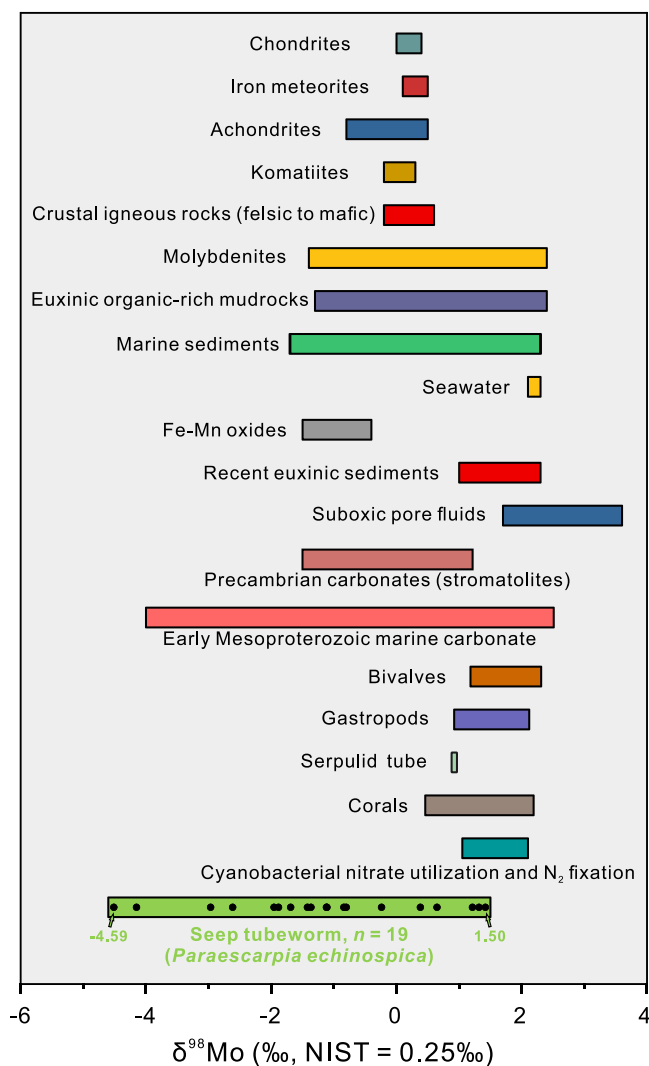 Chondrites
Iron meteorites
Achondrites
Komatiites
Crustal igneous rocks (felsic to mafic)
Molybdenites
Euxinic organic-rich mudrocks
Marine sediments
Seawater
Fe-Mn oxides
Recent euxinic sediments
Suboxic pore fluids
Precambrian carbonates (stromatolites)
Early Mesoproterozoic marine carbonate
Bivalves
Gastropods
Serpulid tube
Corals
Cyanobacterial nitrate utilization and N₂ fixation
-4.59 Seep tubeworm, n = 19 1.50
(Paraescarpia echinospica)
-6 -4 -2 0 2 4
δ⁹⁸Mo (‰, NIST = 0.25‰)